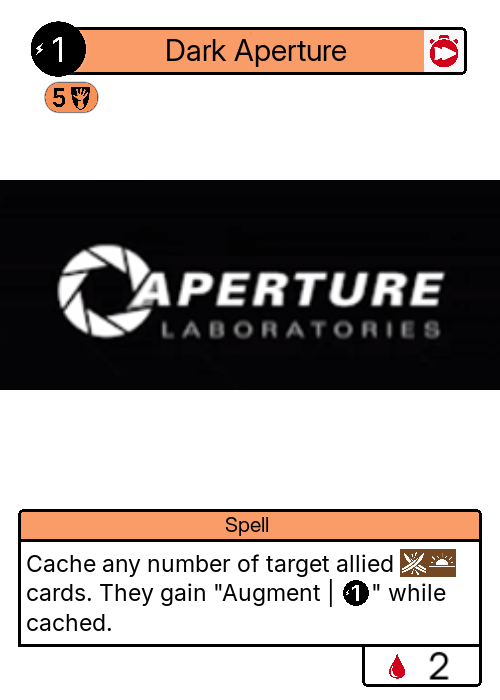 1
Dark Aperture
5
APERTURE
LABORATORIES
Spell
Cache any number of target allied
cards. They gain "Augment | 1" while
cached.
2